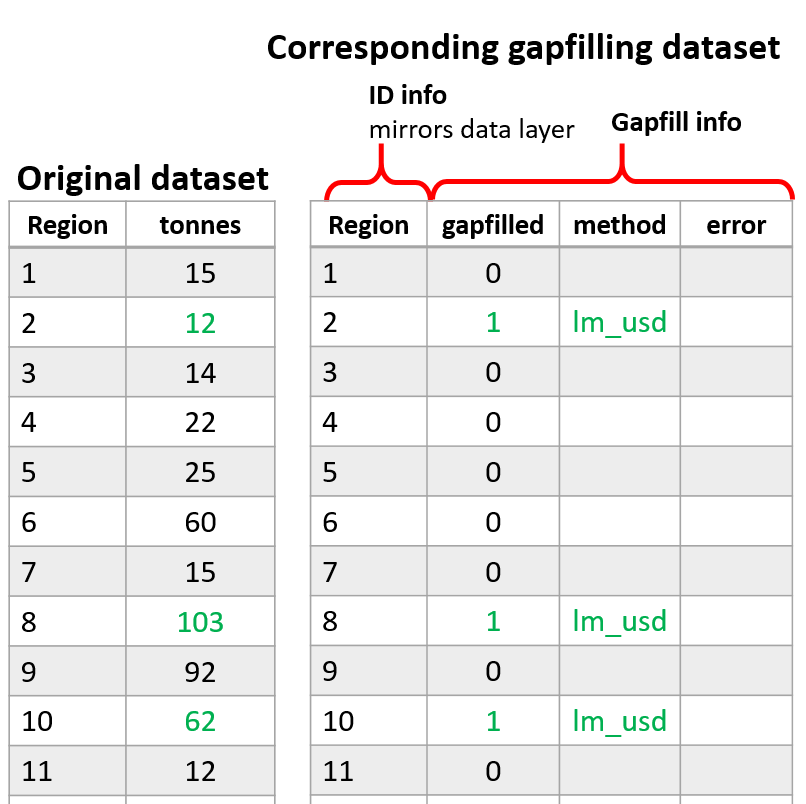 Corresponding gapfilling dataset
ID info
mirrors data layer
Gapfill info
Original dataset
Region tonnes
1 15
2 12
3 14
4 22
5 25
6 60
7 15
8 103
9 92
10 62
11 12
Region gapfilled method error
1 0
2 1 lm_usd
3 0
4 0
5 0
6 0
7 0
8 1 lm_usd
9 0
10 1 lm_usd
11 0